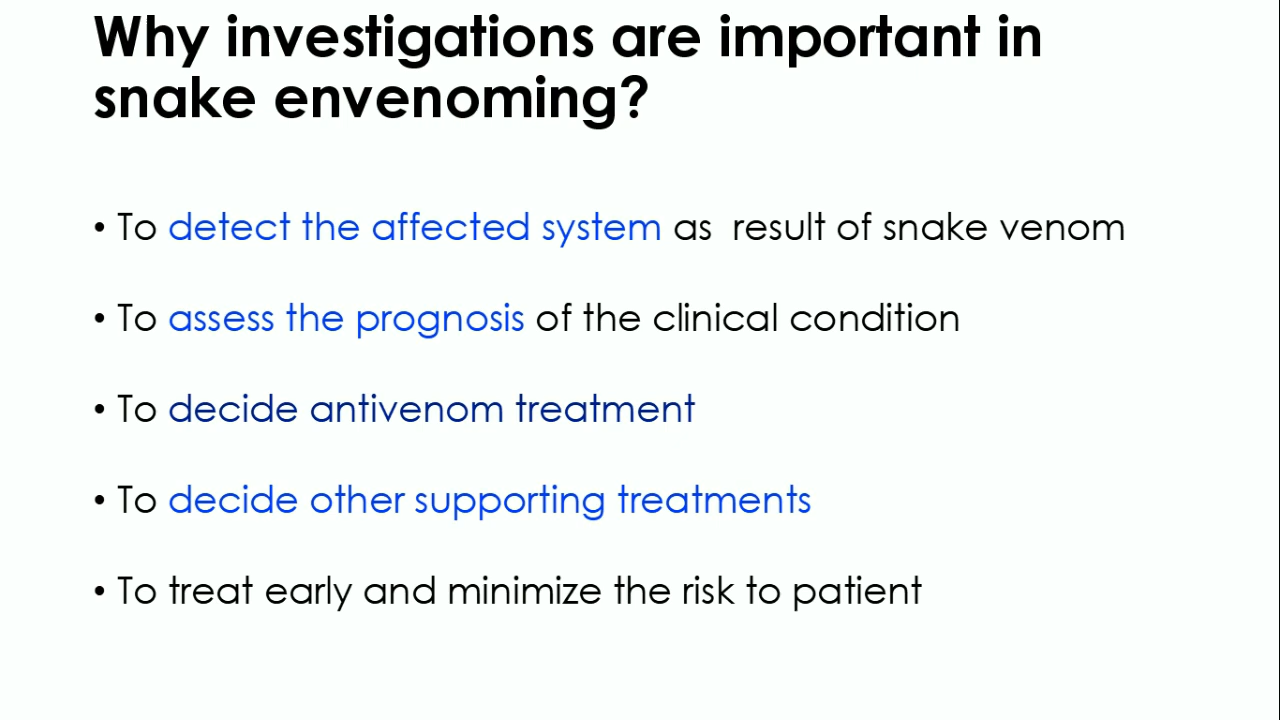 Why investigations are important in
snake envenoming?
• To detect the affected system as  result of snake venom
• To assess the prognosis of the clinical condition
• To decide antivenom treatment
• To decide other supporting treatments
• To treat early and minimize the risk to patient